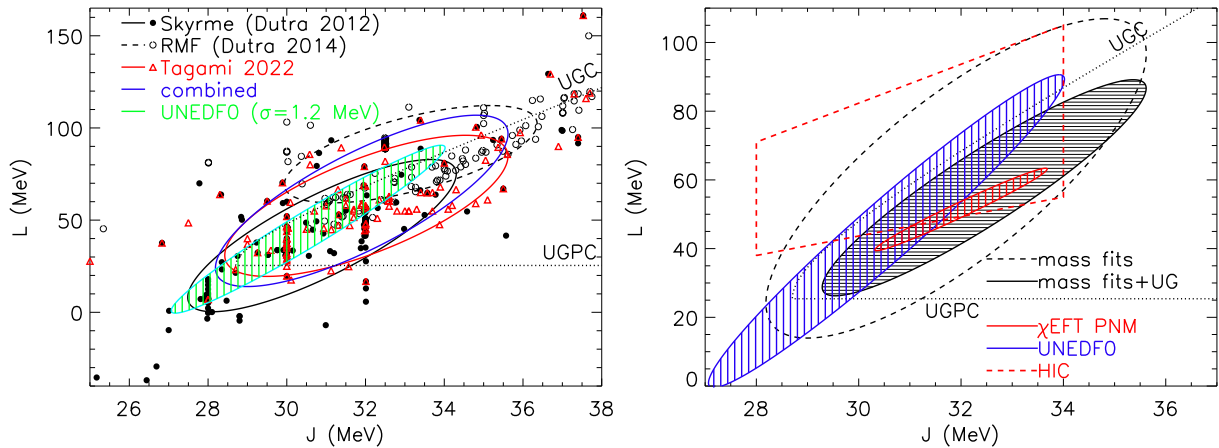 Skyrme (Dutra 2012)
RMF (Dutra 2014)
Tagami 2022
combined
UNEDF0 (σ=1.2 MeV)
UGC
UGPC
150
100
50
0
26 28 30 32 34 36 38
L (MeV)
J (MeV)
UGC
UGPC
mass fits
mass fits+UG
χEFT PNM
UNEDF0
HIC
100
80
60
40
20
0
28 30 32 34 36
L (MeV)
J (MeV)